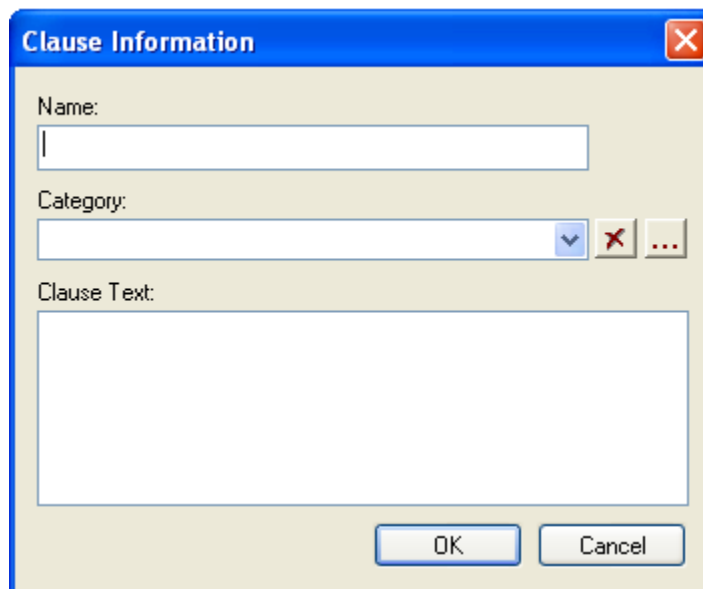 Clause Information
Name:
Category:
...
Clause Text:
OK
Cancel